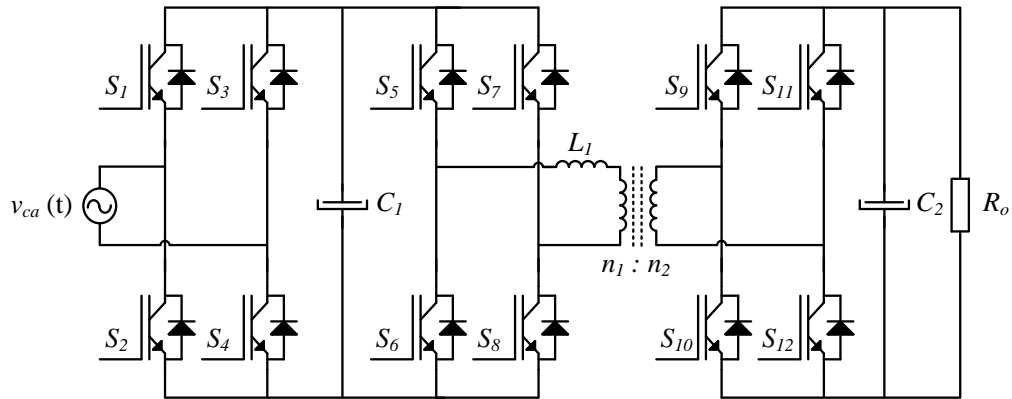 S1
S3
S5
S7
S9
S11
L1
vca (t)
C1
C2
Ro
n1 : n2
S2
S4
S6
S8
S10
S12